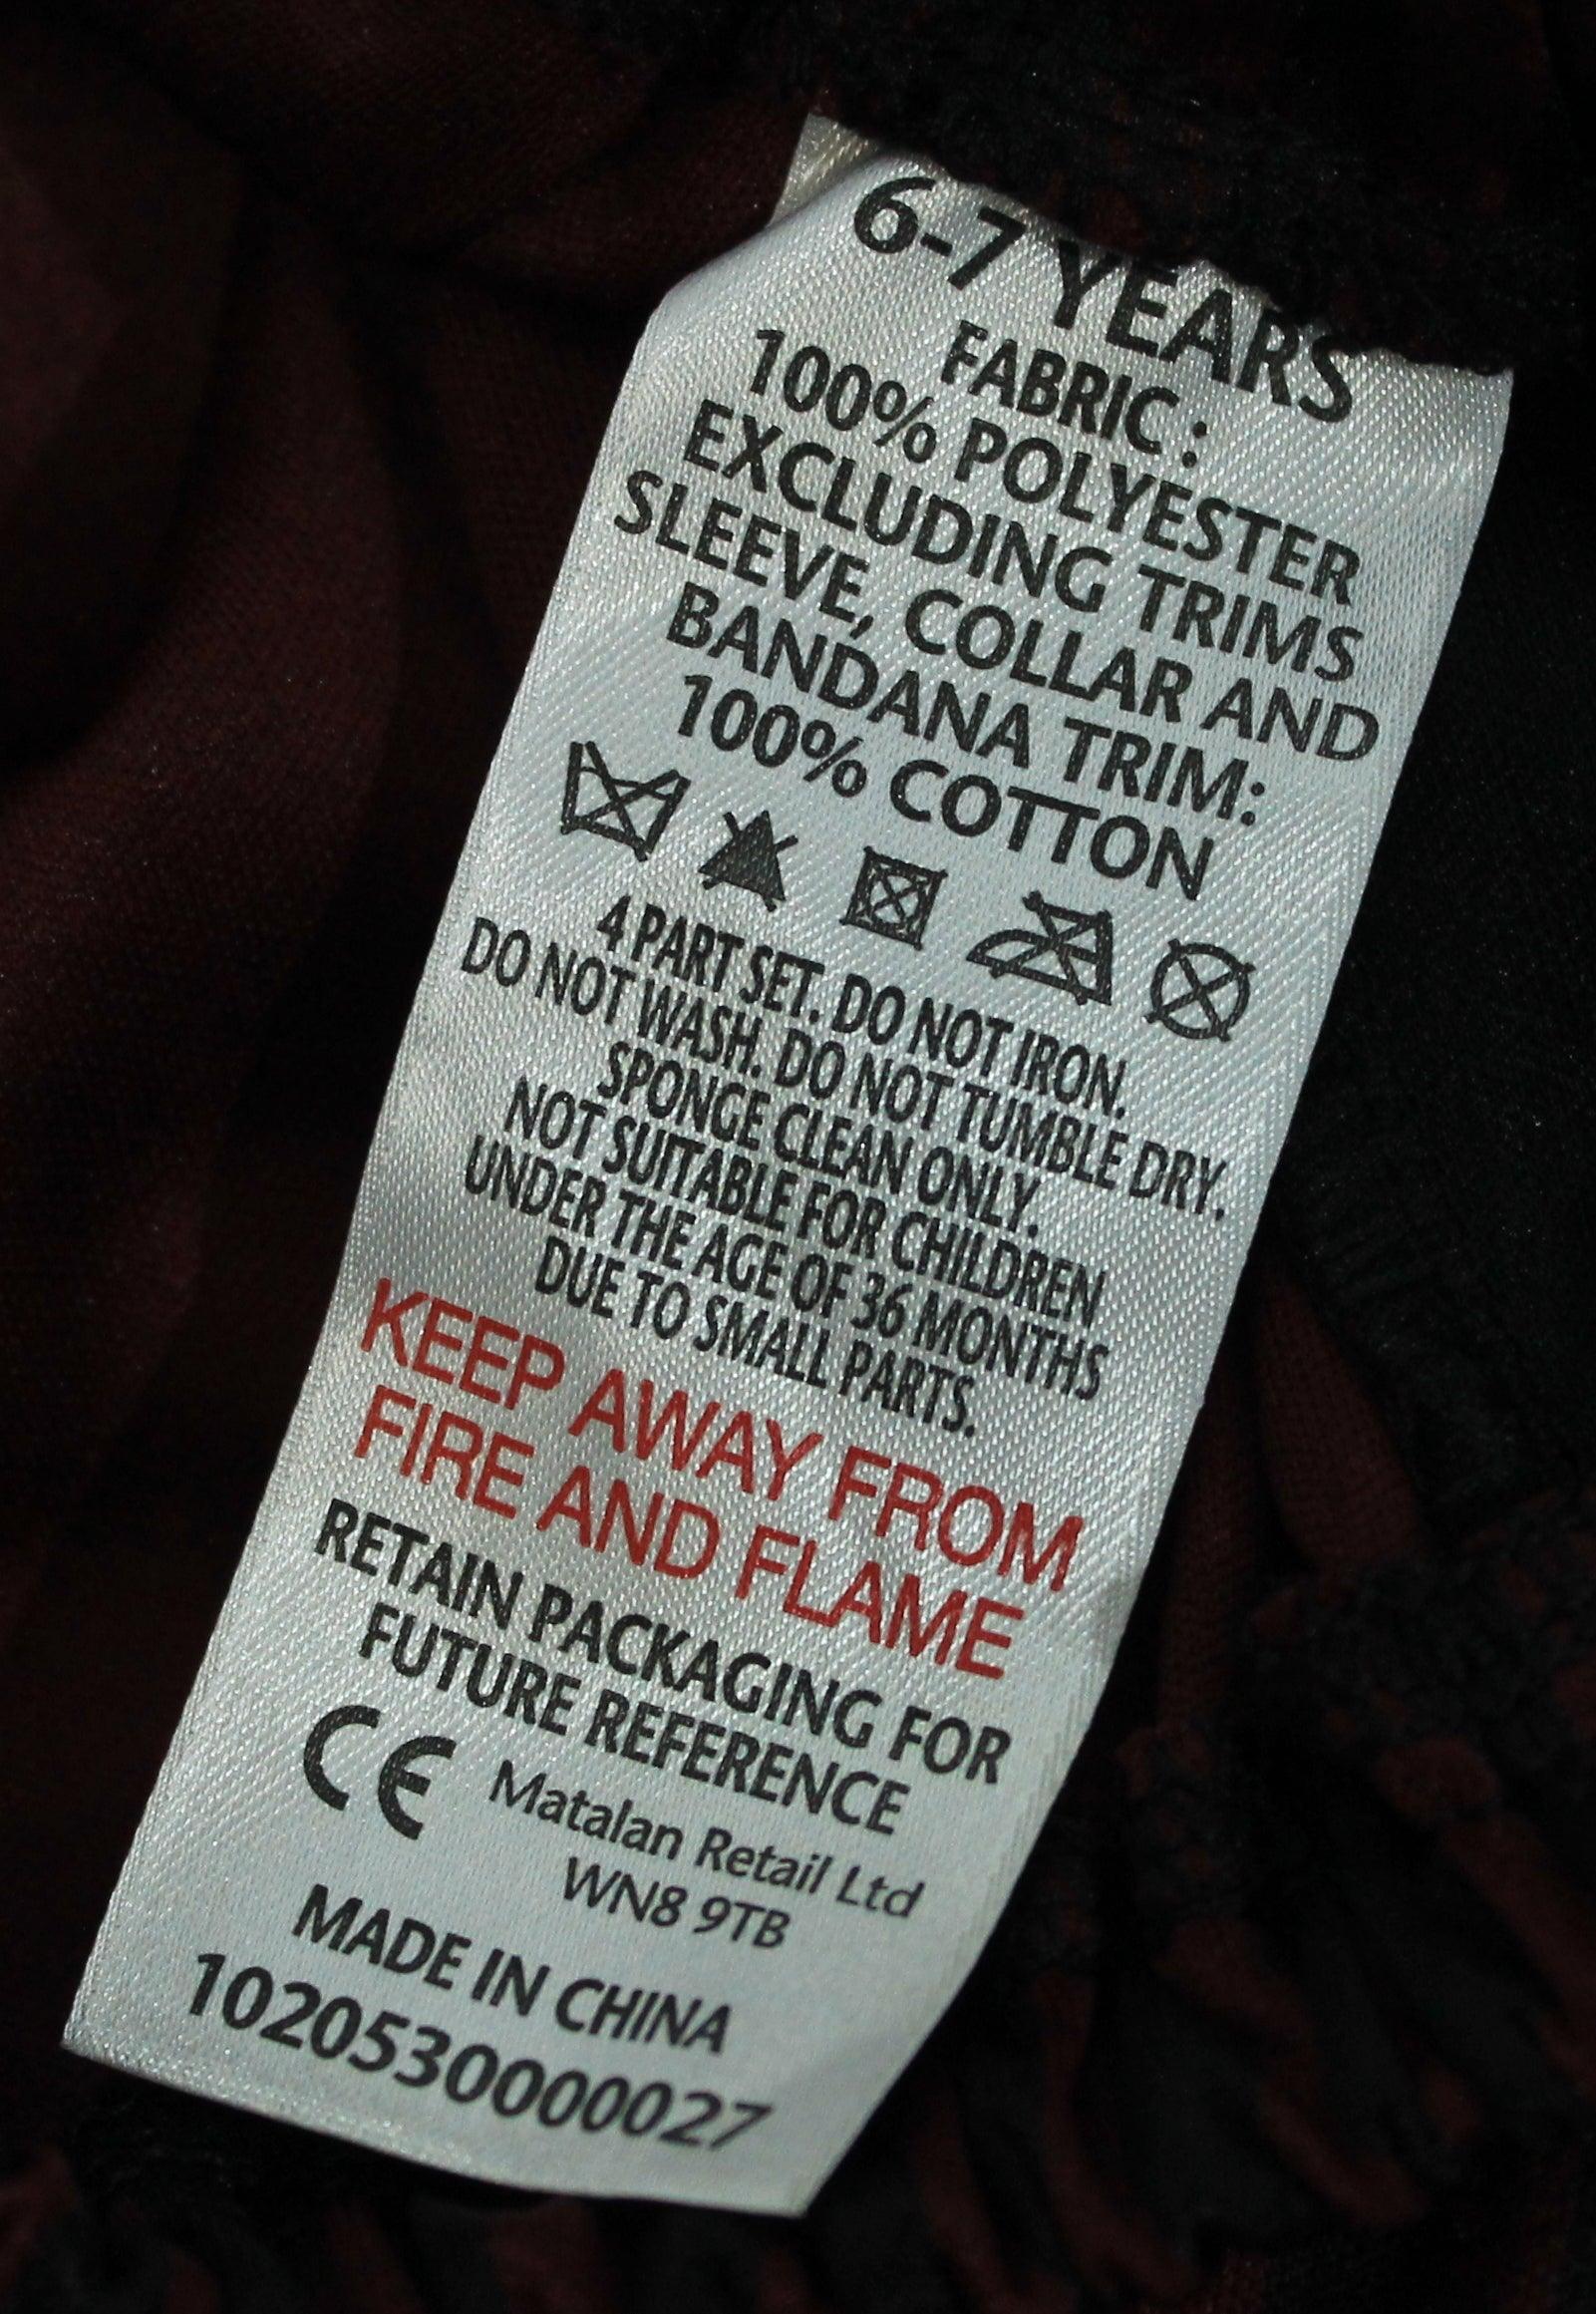 6-7 YEARS
FABRIC :
100% POLYESTER
EXCLUDING TRIMS
SLEEVE, COLLAR AND
BANDANA TRIM:
100% COTTON
4 PART SET. DO NOT IRON.
DO NOT WASH. DO NOT TUMBLE DRY.
SPONGE CLEAN ONLY.
NOT SUITABLE FOR CHILDREN
UNDER THE AGE OF 36 MONTHS
DUE TO SMALL PARTS.
KEEP AWAY FROM
FIRE AND FLAME
RETAIN PACKAGING FOR
FUTURE REFERENCE
CE Matalan Retail Ltd
WN8 9TB
MADE IN CHINA
1020530000027